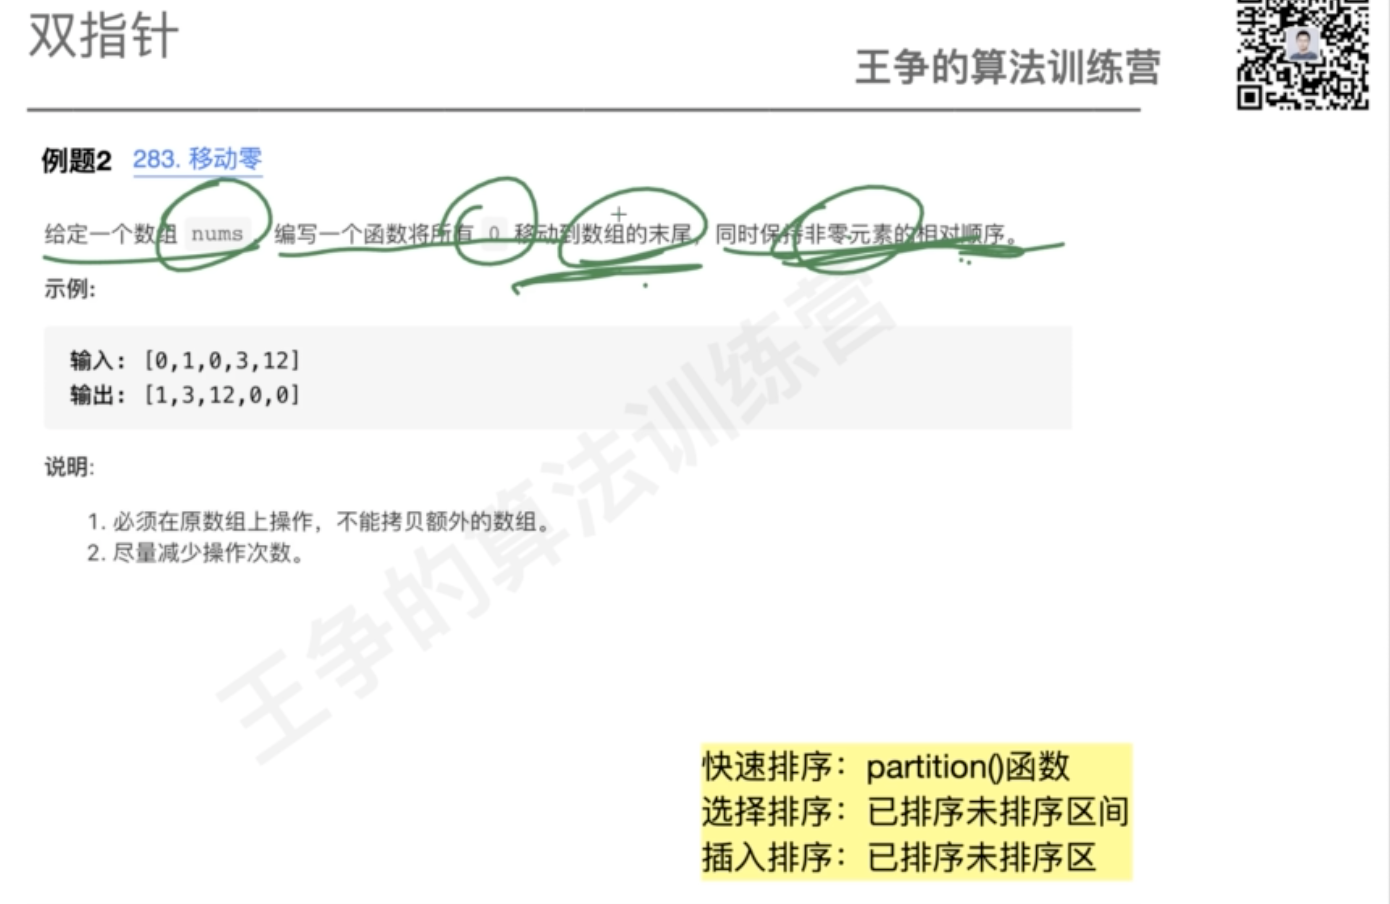 双指针
王争的算法训练营
例题2 283. 移动零
给定一个数组 nums，编写一个函数将所有 0 移动到数组的末尾，同时保持非零元素的相对顺序。
示例:
输入: [0,1,0,3,12]
输出: [1,3,12,0,0]
说明:
1. 必须在原数组上操作，不能拷贝额外的数组。
2. 尽量减少操作次数。
王争的算法训练营
快速排序：partition()函数
选择排序：已排序未排序区间
插入排序：已排序未排序区